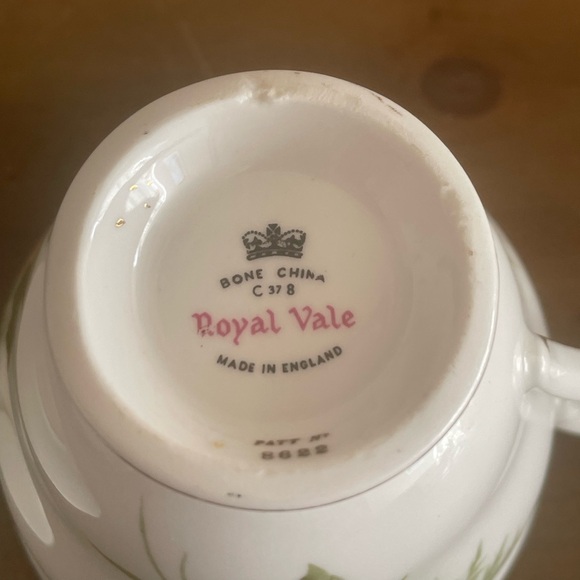 BONE CHINA
C 37 8
Royal Vale
MADE IN ENGLAND
PATT Nº
8622